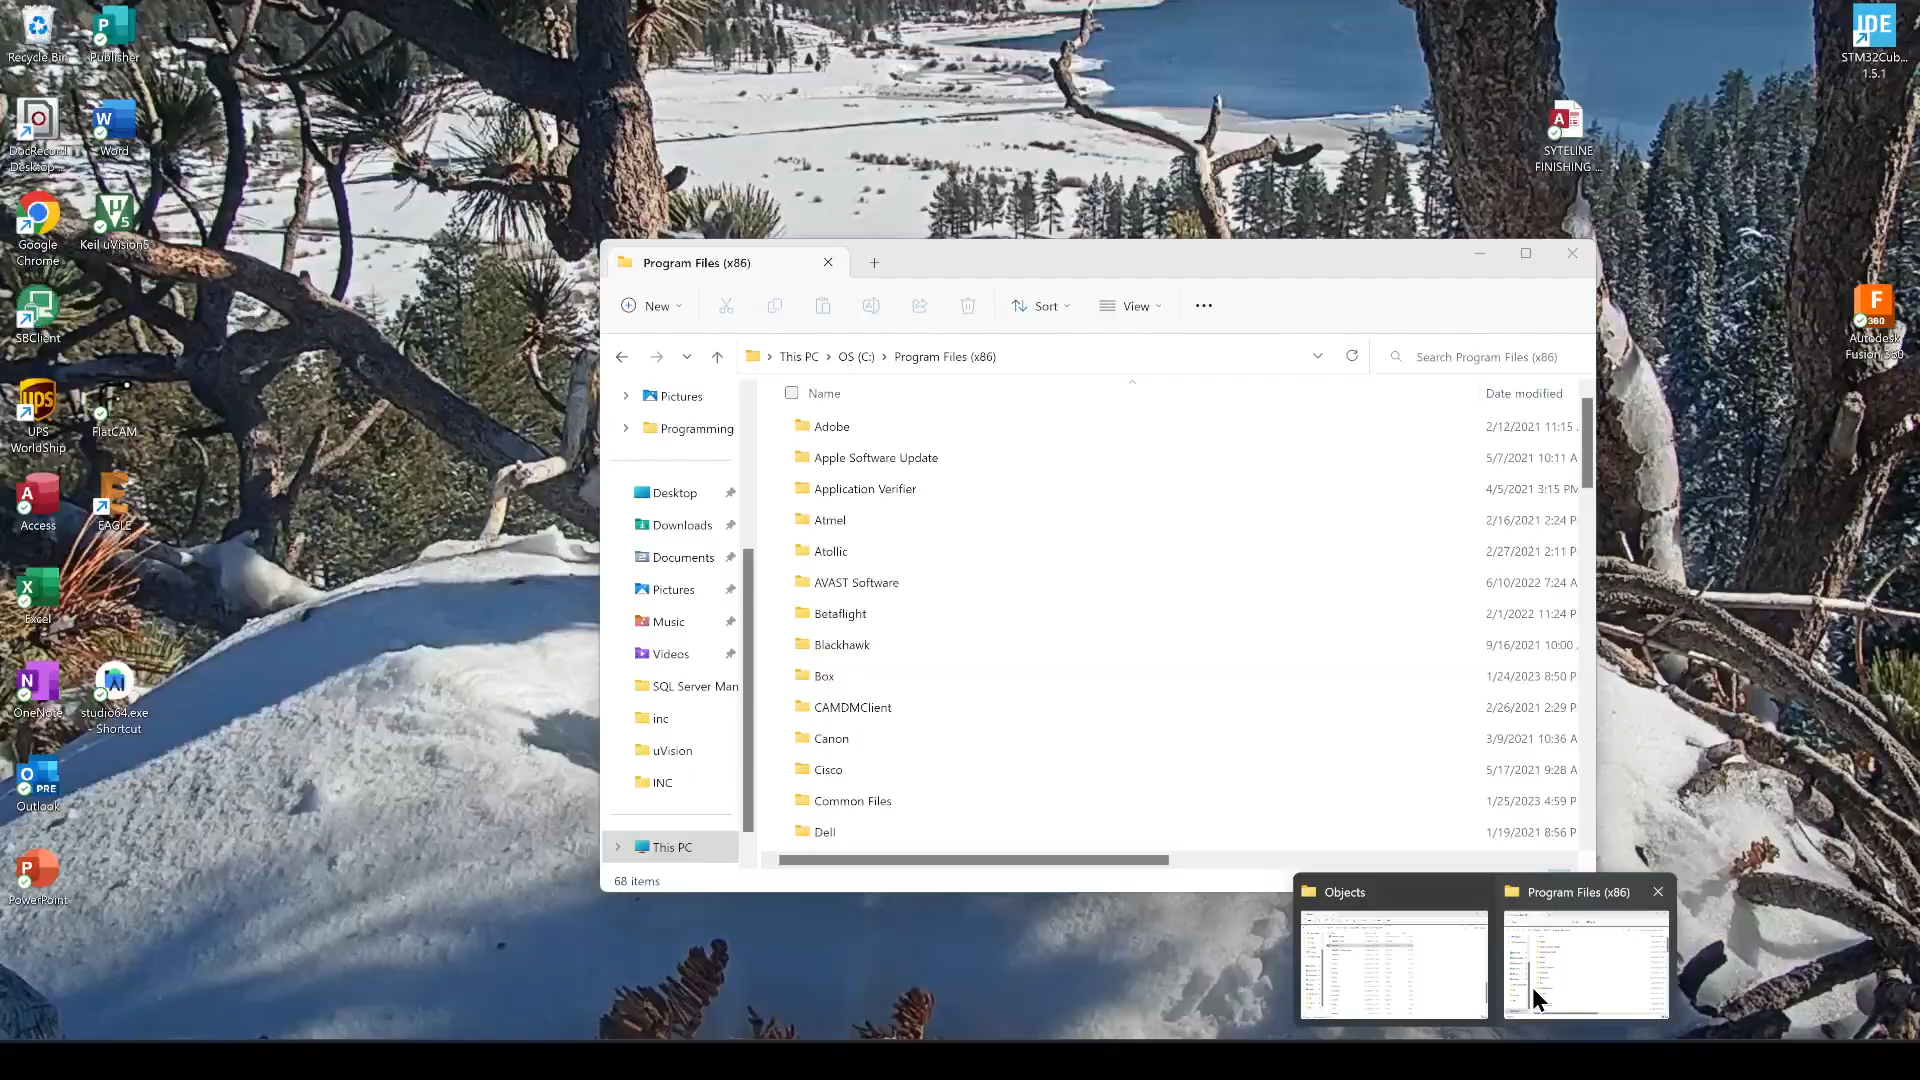 Recycle Bin
Publisher
DocRecord
Desktop ...
Word
Google
Chrome
Keil uVision5
SBClient
UPS
WorldShip
FlatCAM
Access
EAGLE
Excel
OneNote
studio64.exe
- Shortcut
PRE
Outlook
PowerPoint
IDE
STM32Cub...
1.5.1
SYTELINE
FINISHING ...
360
Autodesk
Fusion 360
Program Files (x86)
New
Sort
View
This PC
OS (C:)
Program Files (x86)
Search Program Files (x86)
Pictures
Programming
Desktop
Downloads
Documents
Pictures
Music
Videos
SQL Server Man
inc
uVision
INC
This PC
Name
Date modified
Adobe
2/12/2021 11:15
Apple Software Update
5/7/2021 10:11 A
Application Verifier
4/5/2021 3:15 PM
Atmel
2/16/2021 2:24 P
Atollic
2/27/2021 2:11 P
AVAST Software
6/10/2022 7:24 A
Betaflight
2/1/2022 11:24 P
Blackhawk
9/16/2021 10:00
Box
1/24/2023 8:50 P
CAMDMClient
2/26/2021 2:29 P
Canon
3/9/2021 10:36 A
Cisco
5/17/2021 9:28 A
Common Files
1/25/2023 4:59 P
Dell
1/19/2021 8:56 P
68 items
Objects
Program Files (x86)